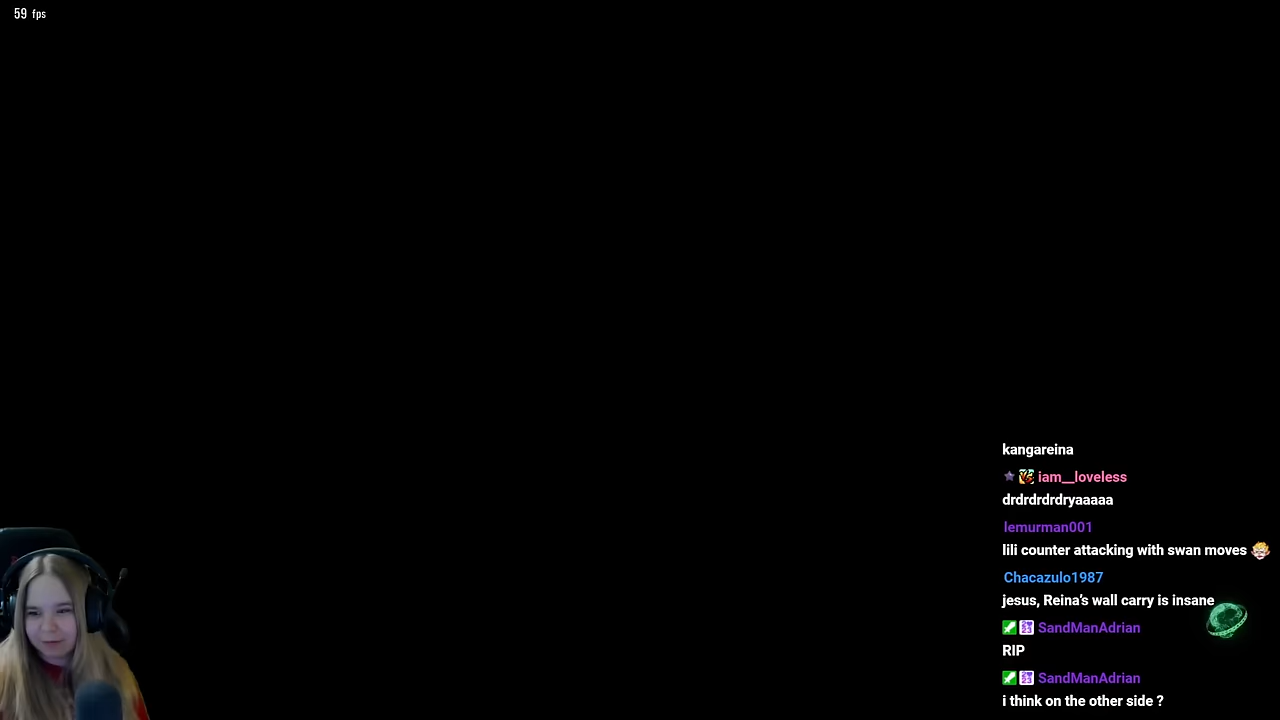 59 fps
kangareina
iam__loveless
drdrdrdrdryaaaaa
lemurman001
lili counter attacking with swan moves
Chacazulo1987
jesus, Reina’s wall carry is insane
SandManAdrian
RIP
SandManAdrian
i think on the other side ?